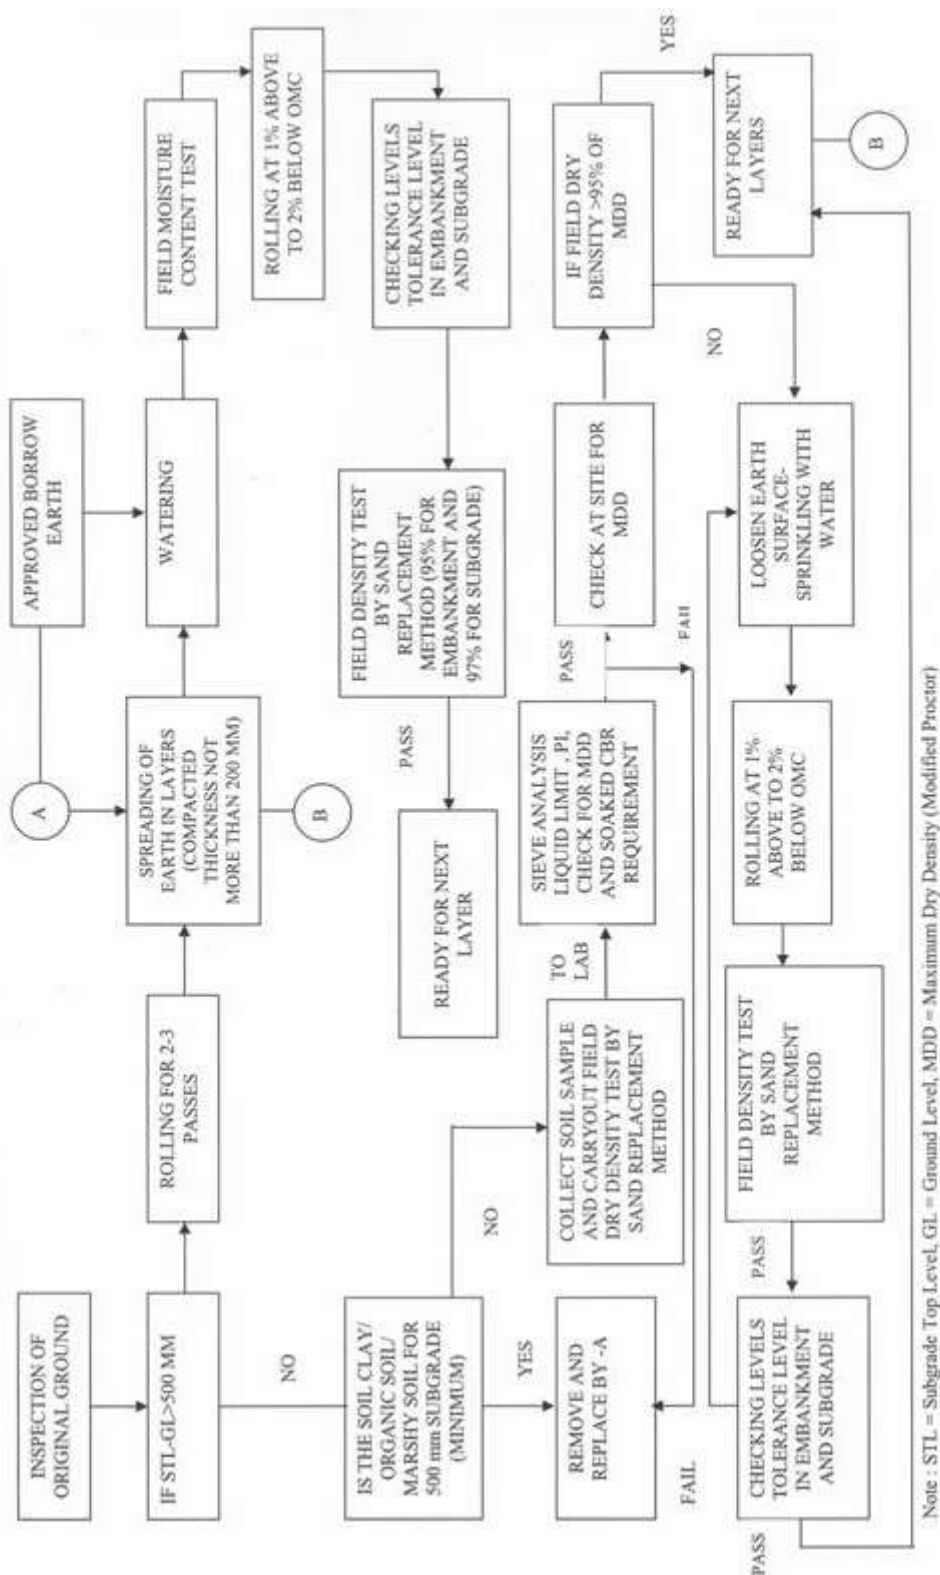 INSPECTION OF
ORIGINAL GROUND
IF STL-GL>500 MM
ROLLING FOR 2-3
PASSES
A
SPREADING OF
EARTH IN LAYERS
(COMPACTED
THICKNESS NOT
MORE THAN 200 MM)
B
APPROVED BORROW
EARTH
WATERING
FIELD MOISTURE
CONTENT TEST
ROLLING AT 1% ABOVE
TO 2% BELOW OMC
CHECKING LEVELS
TOLERANCE LEVEL
IN EMBANKMENT
AND SUBGRADE
FIELD DENSITY TEST
BY SAND
REPLACEMENT
METHOD (95% FOR
EMBANKMENT AND
97% FOR SUBGRADE)
PASS
READY FOR NEXT
LAYER
NO
IS THE SOIL CLAY/
ORGANIC SOIL/
MARSHY SOIL FOR
500 mm SUBGRADE
(MINIMUM)
YES
REMOVE AND
REPLACE BY -A
NO
COLLECT SOIL SAMPLE
AND CARRYOUT FIELD
DRY DENSITY TEST BY
SAND REPLACEMENT
METHOD
TO
LAB
SIEVE ANALYSIS
LIQUID LIMIT , PI,
CHECK FOR MDD
AND SOAKED CBR
REQUIREMENT
PASS
FAIL
CHECK AT SITE FOR
MDD
IF FIELD DRY
DENSITY >95% OF
MDD
YES
READY FOR NEXT
LAYERS
B
NO
LOOSEN EARTH
SURFACE-
SPRINKLING WITH
WATER
ROLLING AT 1%
ABOVE TO 2%
BELOW OMC
FIELD DENSITY TEST
BY SAND
REPLACEMENT
METHOD
PASS
CHECKING LEVELS
TOLERANCE LEVEL
IN EMBANKMENT
AND SUBGRADE
FAIL
PASS
Note : STL = Subgrade Top Level, GL = Ground Level, MDD = Maximum Dry Density (Modified Proctor)